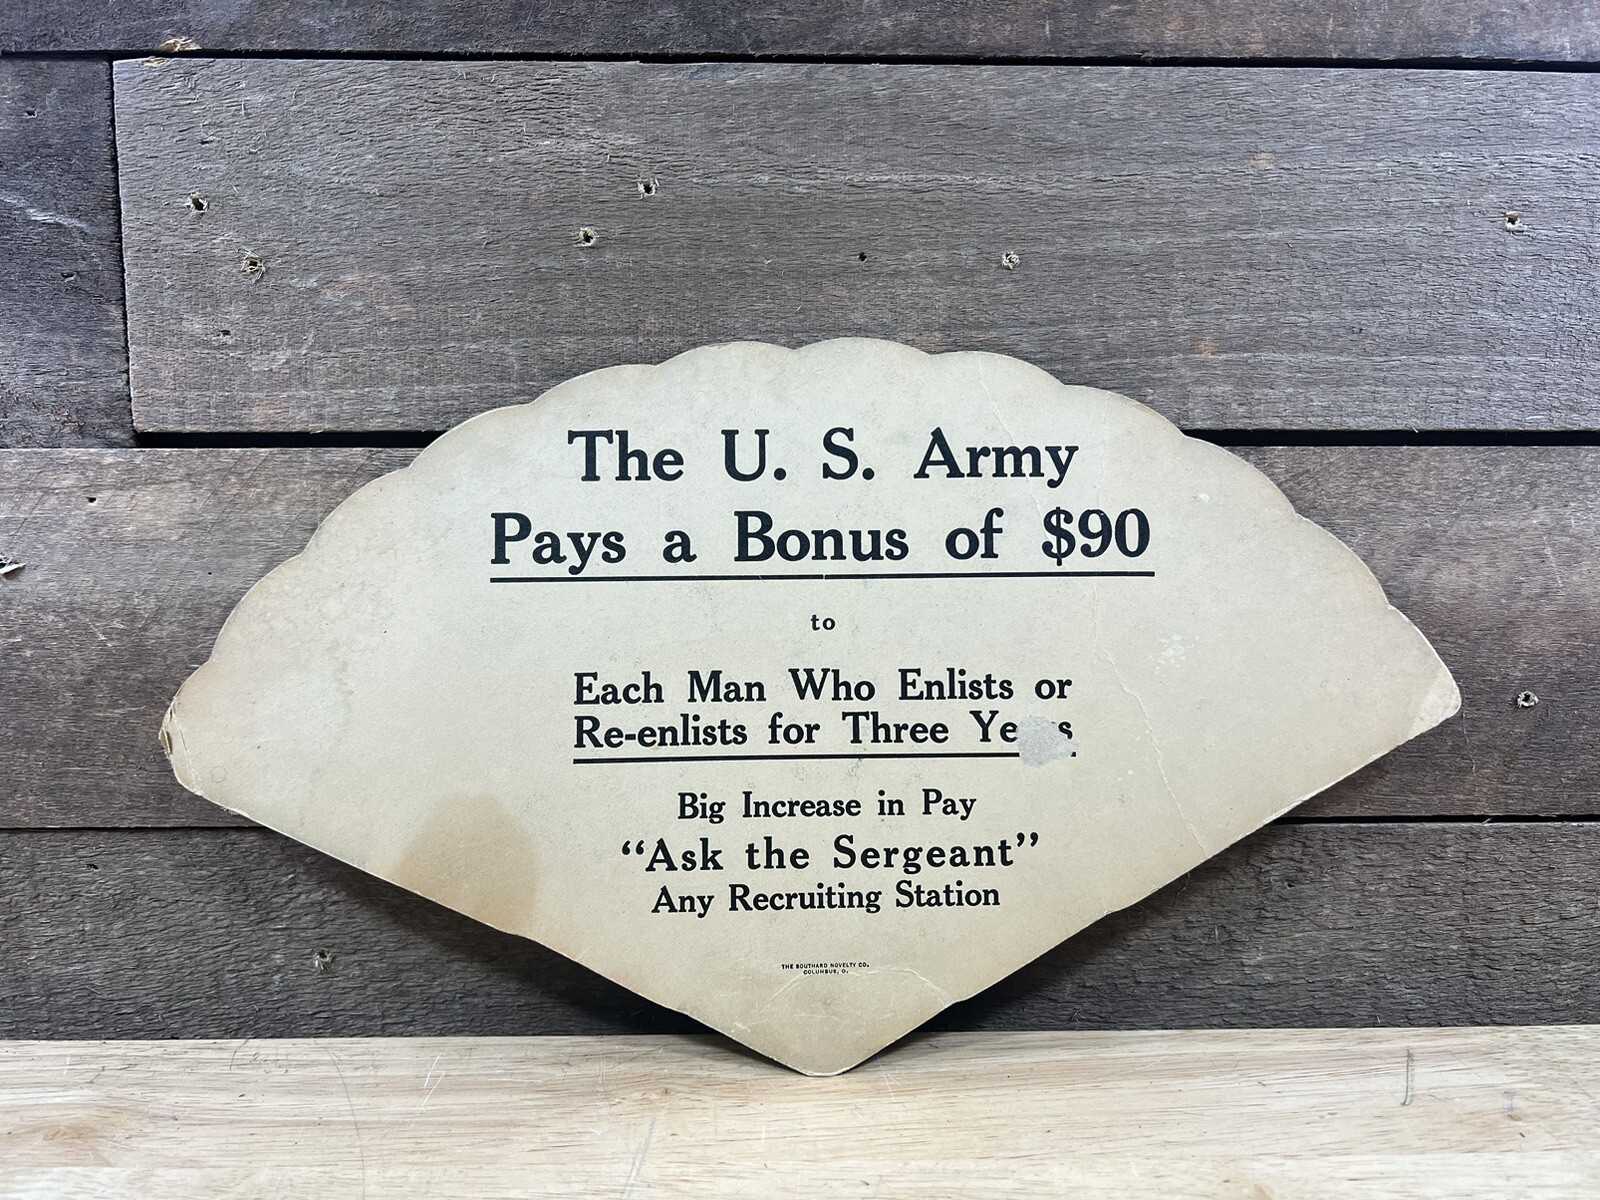 The U. S. Army
Pays a Bonus of $90
to
Each Man Who Enlists or
Re-enlists for Three
Big Increase in Pay
“Ask the Sergeant”
Any Recruiting Station
THE SOUTHARD NOVELTY CO.
COLUMBUS, O.